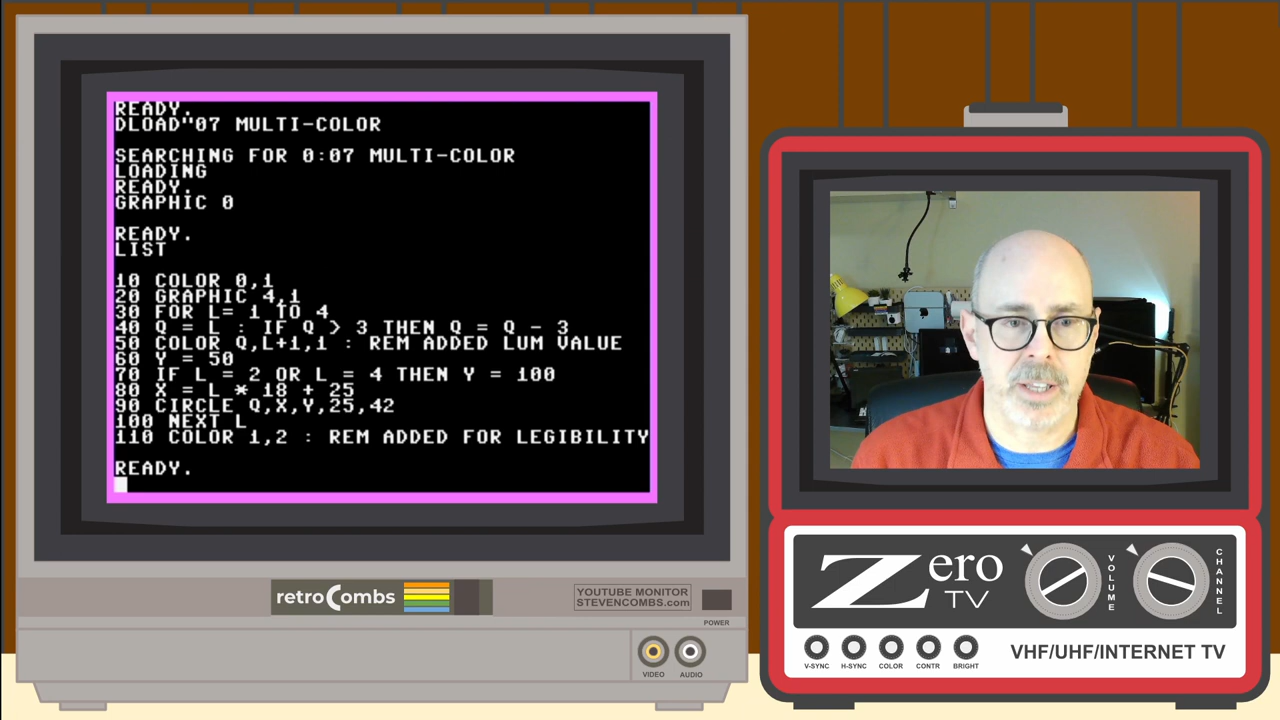 READY.
DLOAD"07 MULTI-COLOR
SEARCHING FOR 0:07 MULTI-COLOR
LOADING
READY.
GRAPHIC 0
READY.
LIST
10 COLOR 0,1
20 GRAPHIC 4,1
30 FOR L= 1 TO 4
40 Q = L : IF Q > 3 THEN Q = Q - 3
50 COLOR Q,L+1,1 : REM ADDED LUM VALUE
60 Y = 50
70 IF L = 2 OR L = 4 THEN Y = 100
80 X = L * 18 + 25
90 CIRCLE Q,X,Y,25,42
100 NEXT L
110 COLOR 1,2 : REM ADDED FOR LEGIBILITY
READY.
retroCombs
YOUTUBE MONITOR
STEVENCOMBS.com
POWER
VIDEO
AUDIO
Zero
TV
VOLUME
CHANNEL
V-SYNC
H-SYNC
COLOR
CONTR
BRIGHT
VHF/UHF/INTERNET TV